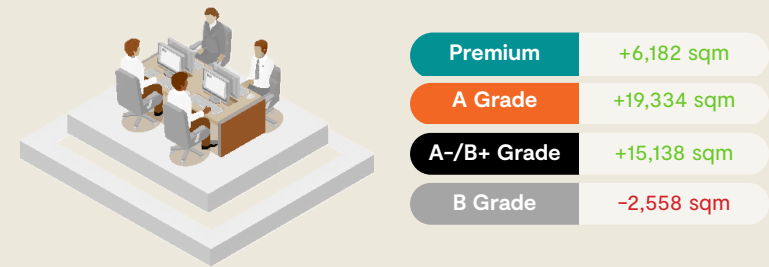 Premium +6,182 sqm
A Grade +19,334 sqm
A-/B+ Grade +15,138 sqm
B Grade -2,558 sqm